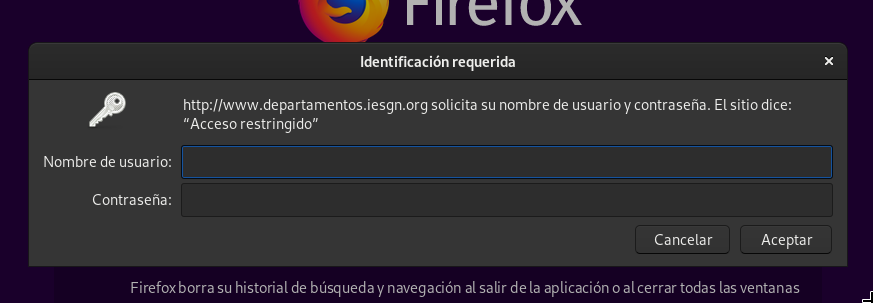 Firefox
Identificación requerida
http://www.departamentos.iesgn.org solicita su nombre de usuario y contraseña. El sitio dice:
“Acceso restringido”
Nombre de usuario:
Contraseña:
Cancelar
Aceptar
Firefox borra su historial de búsqueda y navegación al salir de la aplicación o al cerrar todas las ventanas